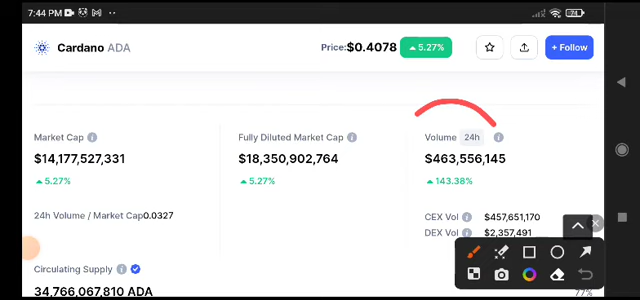 7:44 PM
74
Cardano ADA
Price:$0.4078 5.27%
+ Follow
Market Cap
Fully Diluted Market Cap
Volume 24h
$14,177,527,331
$18,350,902,764
$463,556,145
5.27%
5.27%
143.38%
24h Volume / Market Cap0.0327
CEX Vol $457,651,170
DEX Vol $2,357,491
Circulating Supply
34,766,067,810 ADA
77%